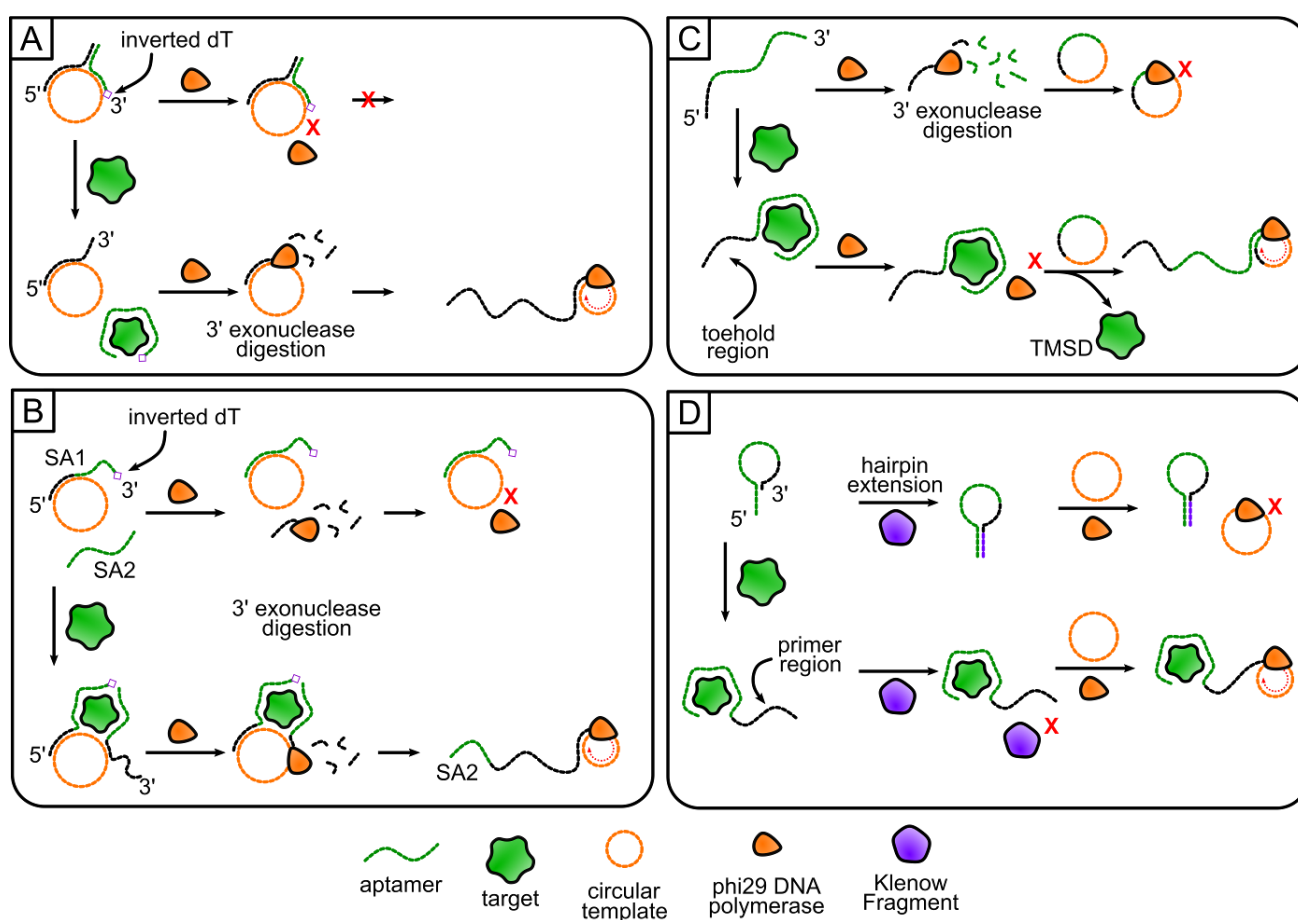 A
inverted dT
5'
3'
X
X
3'
5'
3' exonuclease
digestion
B
inverted dT
SA1
5'
3'
SA2
X
3' exonuclease
digestion
5'
3'
SA2
C
3'
5'
3' exonuclease
digestion
X
X
toehold
region
TMSD
D
3'
5'
hairpin
extension
X
primer
region
X
aptamer
target
circular
template
phi29 DNA
polymerase
Klenow
Fragment